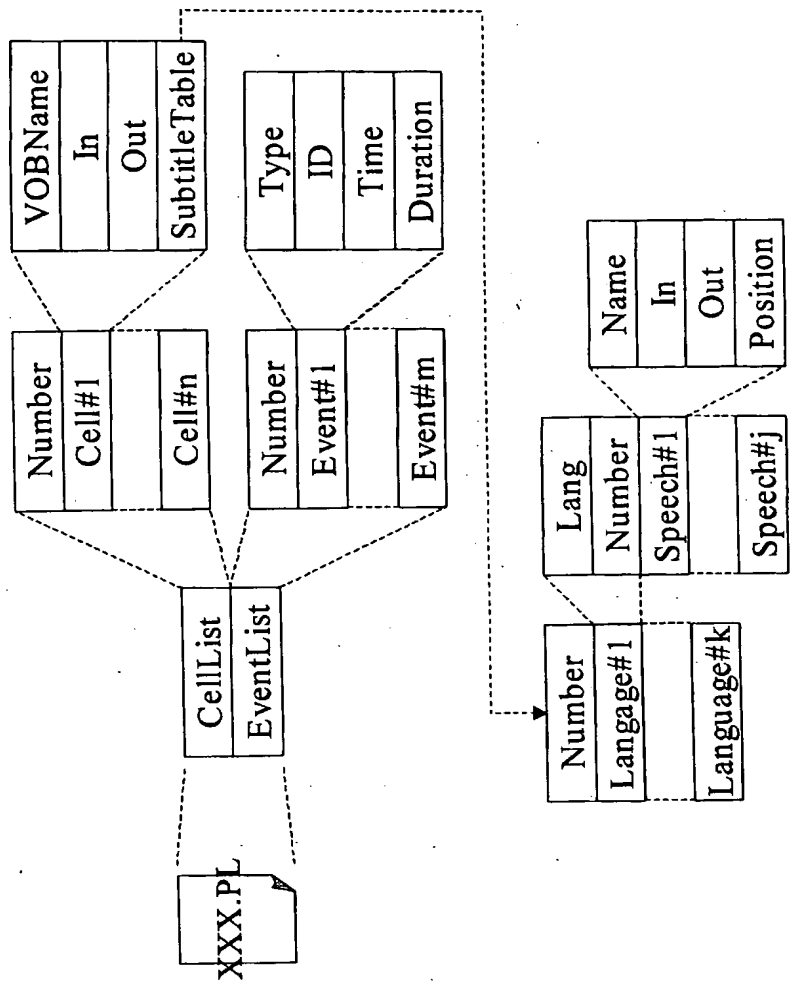 XXX.PL
CellList
EventList
Number
Cell#1
Cell#n
VOBName
In
Out
SubtitleTable
Number
Event#1
Event#m
Type
ID
Time
Duration
Number
Langage#1
Language#k
Lang
Number
Speech#1
Speech#j
Name
In
Out
Position